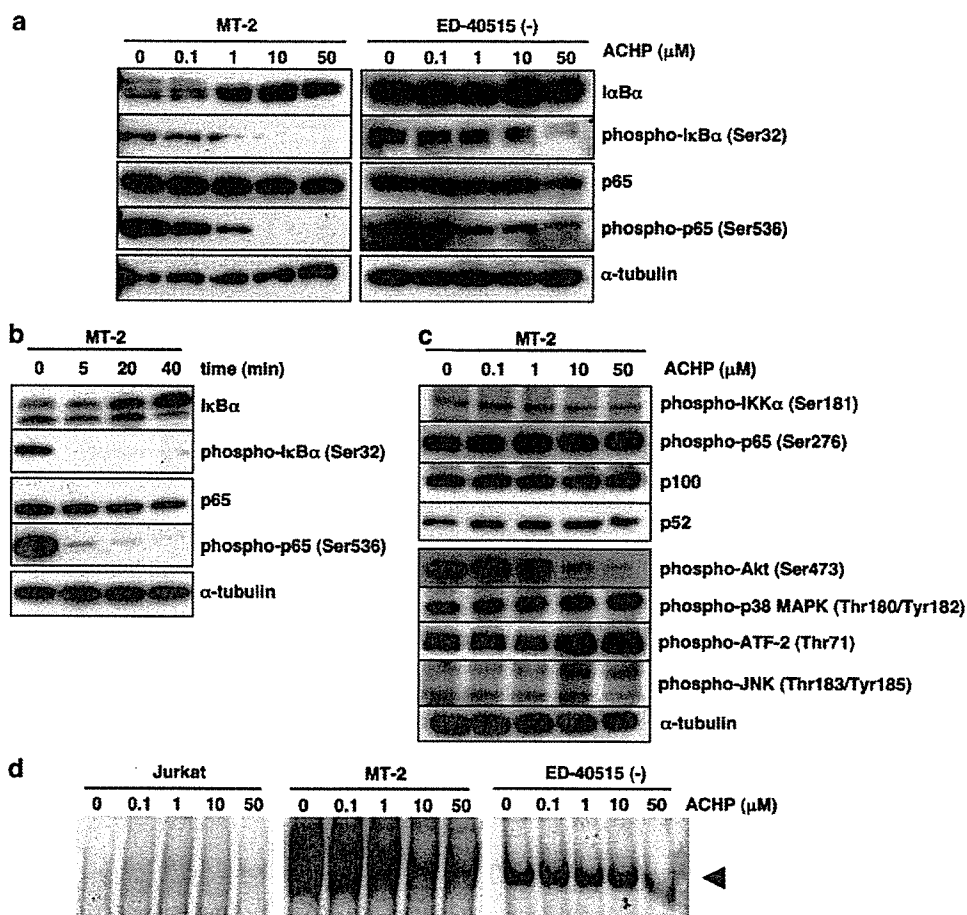 a
MT-2 ED-40515 (-)
0 0.1 1 10 50 0 0.1 1 10 50 ACHP (μM)
IαBα
phospho-IκBα (Ser32)
p65
phospho-p65 (Ser536)
α-tubulin
b
MT-2
0 5 20 40 time (min)
IκBα
phospho-IκBα (Ser32)
p65
phospho-p65 (Ser536)
α-tubulin
c
MT-2
0 0.1 1 10 50 ACHP (μM)
phospho-IKKα (Ser181)
phospho-p65 (Ser276)
p100
p52
phospho-Akt (Ser473)
phospho-p38 MAPK (Thr180/Tyr182)
phospho-ATF-2 (Thr71)
phospho-JNK (Thr183/Tyr185)
α-tubulin
d
Jurkat MT-2 ED-40515 (-)
0 0.1 1 10 50 0 0.1 1 10 50 0 0.1 1 10 50 ACHP (μM)